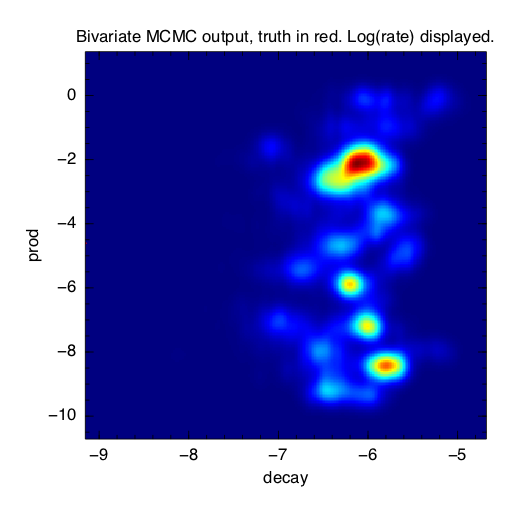 Bivariate MCMC output, truth in red. Log(rate) displayed.
0
−2
−4
−6
−8
−10
prod
−9 −8 −7 −6 −5
decay